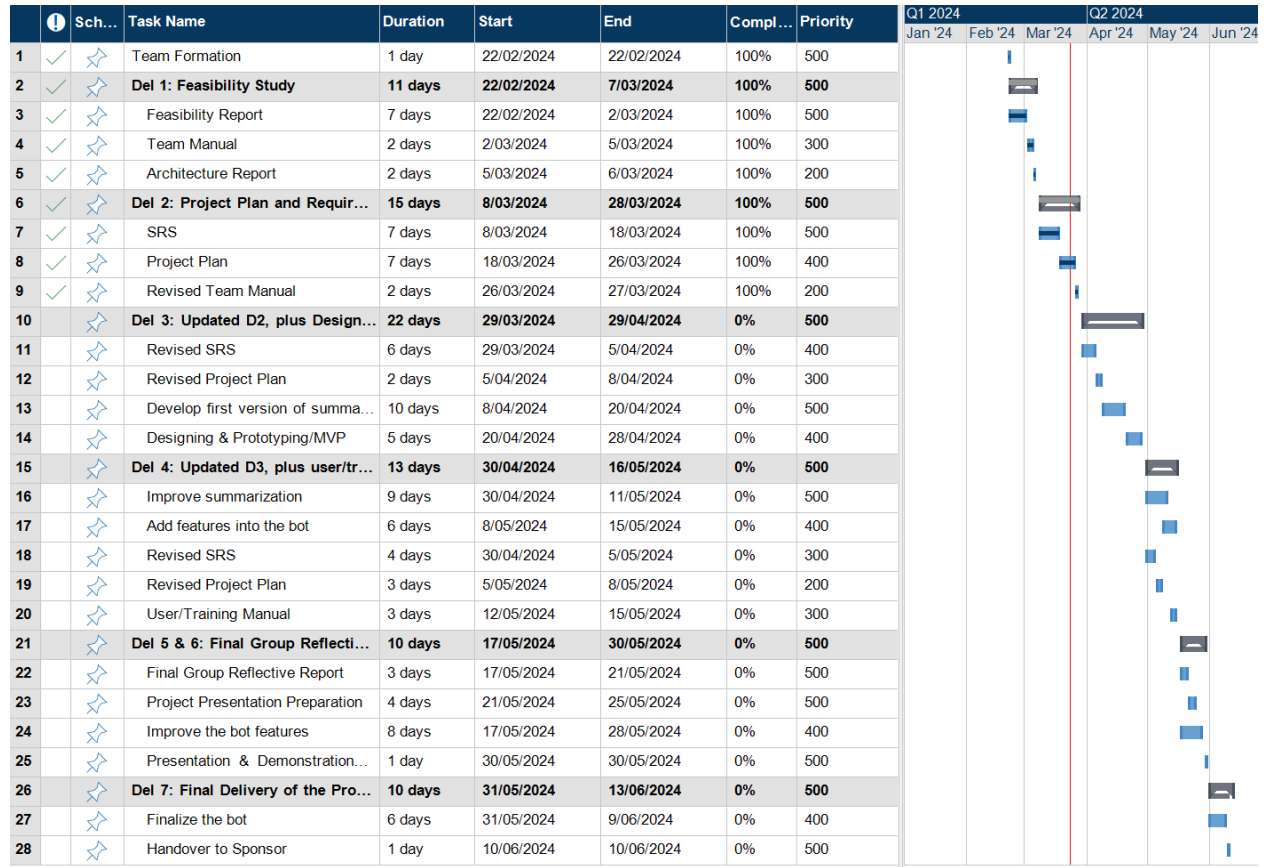 Sch... Task Name Duration Start End Compl... Priority Q1 2024 Q2 2024
Jan '24 Feb '24 Mar '24 Apr '24 May '24 Jun '24
1 Team Formation 1 day 22/02/2024 22/02/2024 100% 500
2 Del 1: Feasibility Study 11 days 22/02/2024 7/03/2024 100% 500
3 Feasibility Report 7 days 22/02/2024 2/03/2024 100% 500
4 Team Manual 2 days 2/03/2024 5/03/2024 100% 300
5 Architecture Report 2 days 5/03/2024 6/03/2024 100% 200
6 Del 2: Project Plan and Requir... 15 days 8/03/2024 28/03/2024 100% 500
7 SRS 7 days 8/03/2024 18/03/2024 100% 500
8 Project Plan 7 days 18/03/2024 26/03/2024 100% 400
9 Revised Team Manual 2 days 26/03/2024 27/03/2024 100% 200
10 Del 3: Updated D2, plus Design... 22 days 29/03/2024 29/04/2024 0% 500
11 Revised SRS 6 days 29/03/2024 5/04/2024 0% 400
12 Revised Project Plan 2 days 5/04/2024 8/04/2024 0% 300
13 Develop first version of summa... 10 days 8/04/2024 20/04/2024 0% 500
14 Designing & Prototyping/MVP 5 days 20/04/2024 28/04/2024 0% 400
15 Del 4: Updated D3, plus user/tr... 13 days 30/04/2024 16/05/2024 0% 500
16 Improve summarization 9 days 30/04/2024 11/05/2024 0% 500
17 Add features into the bot 6 days 8/05/2024 15/05/2024 0% 400
18 Revised SRS 4 days 30/04/2024 5/05/2024 0% 300
19 Revised Project Plan 3 days 5/05/2024 8/05/2024 0% 200
20 User/Training Manual 3 days 12/05/2024 15/05/2024 0% 300
21 Del 5 & 6: Final Group Reflecti... 10 days 17/05/2024 30/05/2024 0% 500
22 Final Group Reflective Report 3 days 17/05/2024 21/05/2024 0% 500
23 Project Presentation Preparation 4 days 21/05/2024 25/05/2024 0% 500
24 Improve the bot features 8 days 17/05/2024 28/05/2024 0% 400
25 Presentation & Demonstration... 1 day 30/05/2024 30/05/2024 0% 500
26 Del 7: Final Delivery of the Pro... 10 days 31/05/2024 13/06/2024 0% 500
27 Finalize the bot 6 days 31/05/2024 9/06/2024 0% 400
28 Handover to Sponsor 1 day 10/06/2024 10/06/2024 0% 500